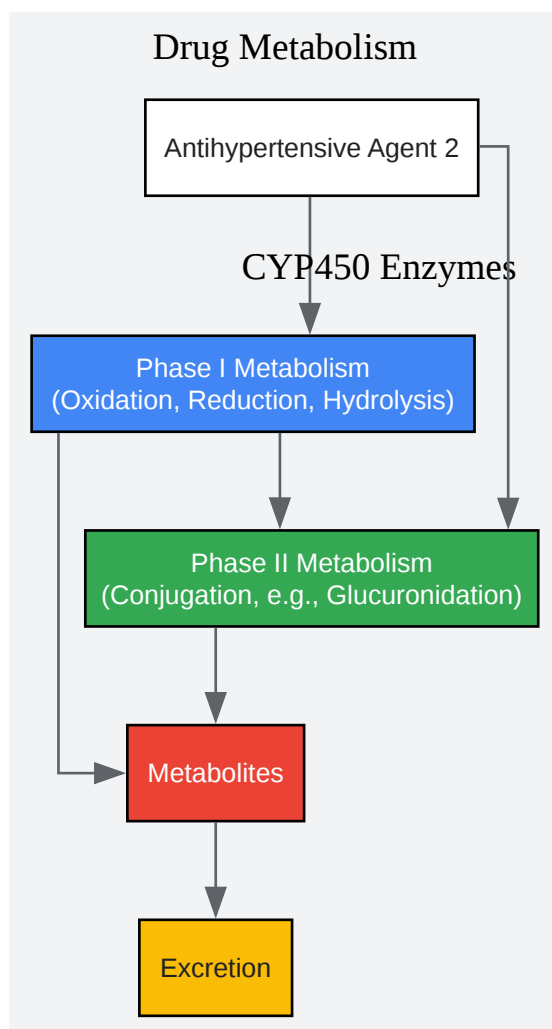 Drug Metabolism
Antihypertensive Agent 2
CYP450 Enzymes
Phase I Metabolism
(Oxidation, Reduction, Hydrolysis)
Phase II Metabolism
(Conjugation, e.g., Glucuronidation)
Metabolites
Excretion